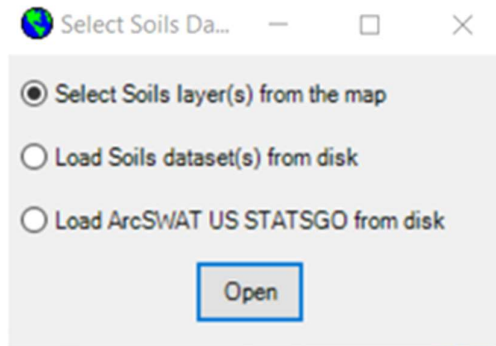 Select Soils Da...
Select Soils layer(s) from the map
Load Soils dataset(s) from disk
Load ArcSWAT US STATSGO from disk
Open